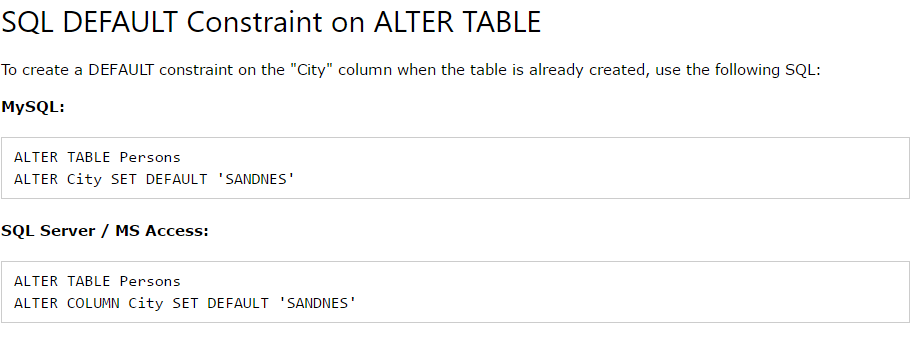 SQL DEFAULT Constraint on ALTER TABLE
To create a DEFAULT constraint on the "City" column when the table is already created, use the following SQL:
MySQL:
ALTER TABLE Persons
ALTER City SET DEFAULT 'SANDNES'
SQL Server / MS Access:
ALTER TABLE Persons
ALTER COLUMN City SET DEFAULT 'SANDNES'